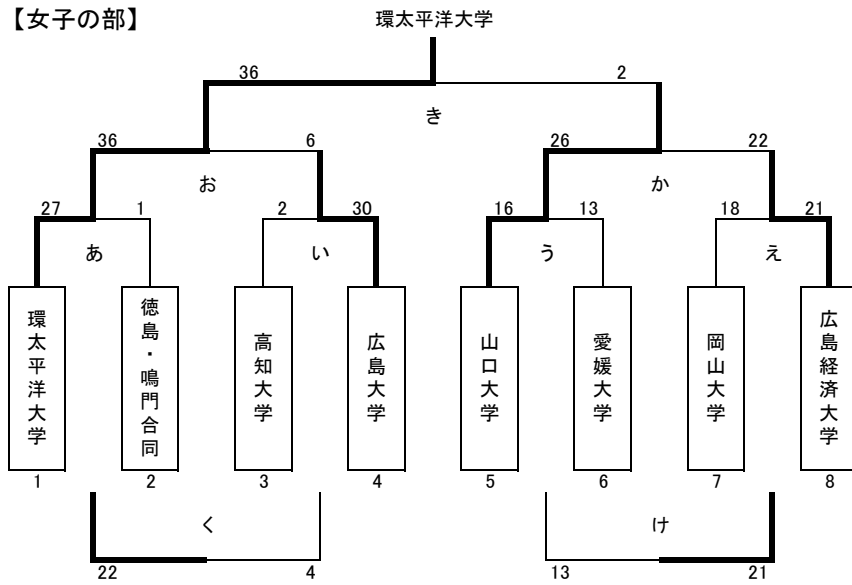 【女子の部】
環太平洋大学
36 2
き
36 6 26 22
お か
27 1 2 30 16 13 18 21
あ い う え
環太平洋大学
徳島・鳴門合同
高知大学
広島大学
山口大学
愛媛大学
岡山大学
広島経済大学
1 2 3 4 5 6 7 8
く け
22 4 13 21